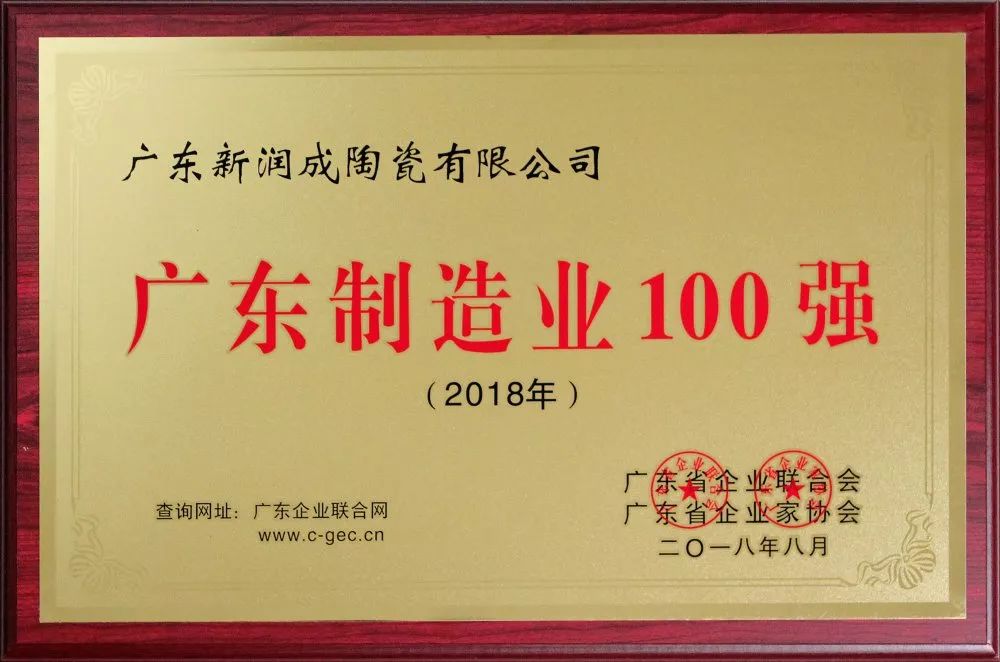 广东新润成陶瓷有限公司
广东制造业100强
（2018年）
广东省企业联合会
广东省企业家协会
二〇一八年八月
查询网址：广东企业联合网
www.c-gec.cn